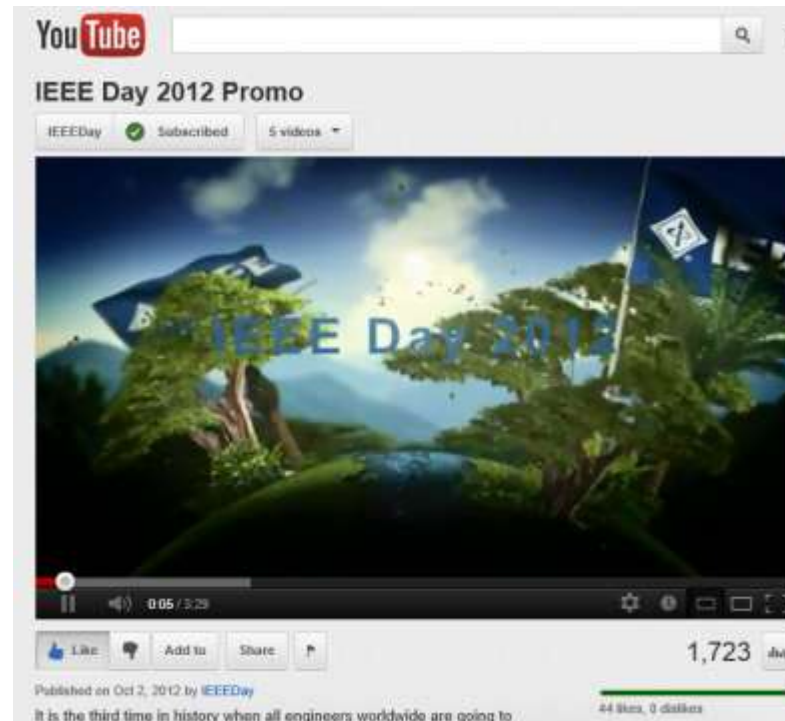 You Tube
IEEE Day 2012 Promo
IEEEDay Subscribed 5 videos
IEEE
IEEE Day 2012
0:05 / 3:29
Like Add to Share
1,723
Published on Oct 2, 2012 by IEEEDay
44 likes, 0 dislikes
It is the third time in history when all engineers worldwide are going to